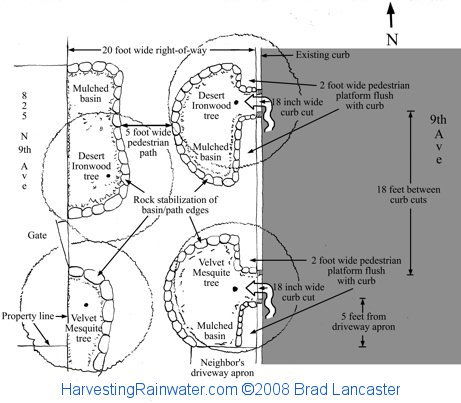 N
20 foot wide right-of-way
Existing curb
Mulched
basin
Desert
Ironwood
tree
2 foot wide pedestrian
platform flush
with curb
18 inch wide
curb cut
825 N 9th Ave
5 foot wide
pedestrian
path
9th
Ave
Mulched
basin
Desert
Ironwood
tree
18 feet between
curb cuts
Rock stabilization of
basin/path edges
Gate
Velvet
Mesquite
tree
2 foot wide pedestrian
platform flush
with curb
18 inch wide
curb cut
Property line
Velvet
Mesquite
tree
Mulched
basin
5 feet from
driveway apron
Neighbor's
driveway apron
HarvestingRainwater.com ©2008 Brad Lancaster